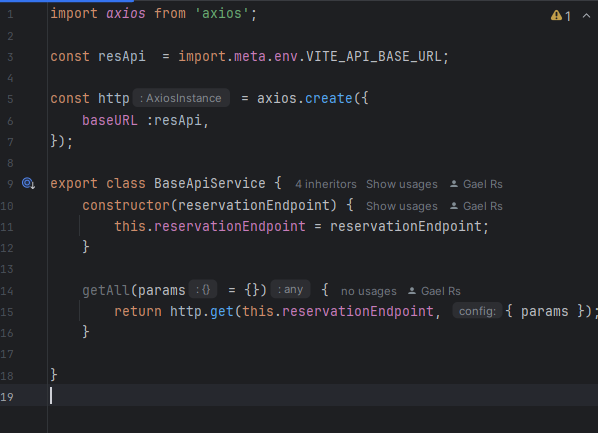 1 import axios from 'axios'; 1
2
3 const resApi  = import.meta.env.VITE_API_BASE_URL;
4
5 const http : AxiosInstance = axios.create({
6     baseURL :resApi,
7 });
8
9 export class BaseApiService { 4 inheritors Show usages Gael Rs
10     constructor(reservationEndpoint) { Show usages Gael Rs
11         this.reservationEndpoint = reservationEndpoint;
12     }
13
14     getAll(params : {} = {}) : any { no usages Gael Rs
15         return http.get(this.reservationEndpoint, config: { params });
16     }
17
18 }
19